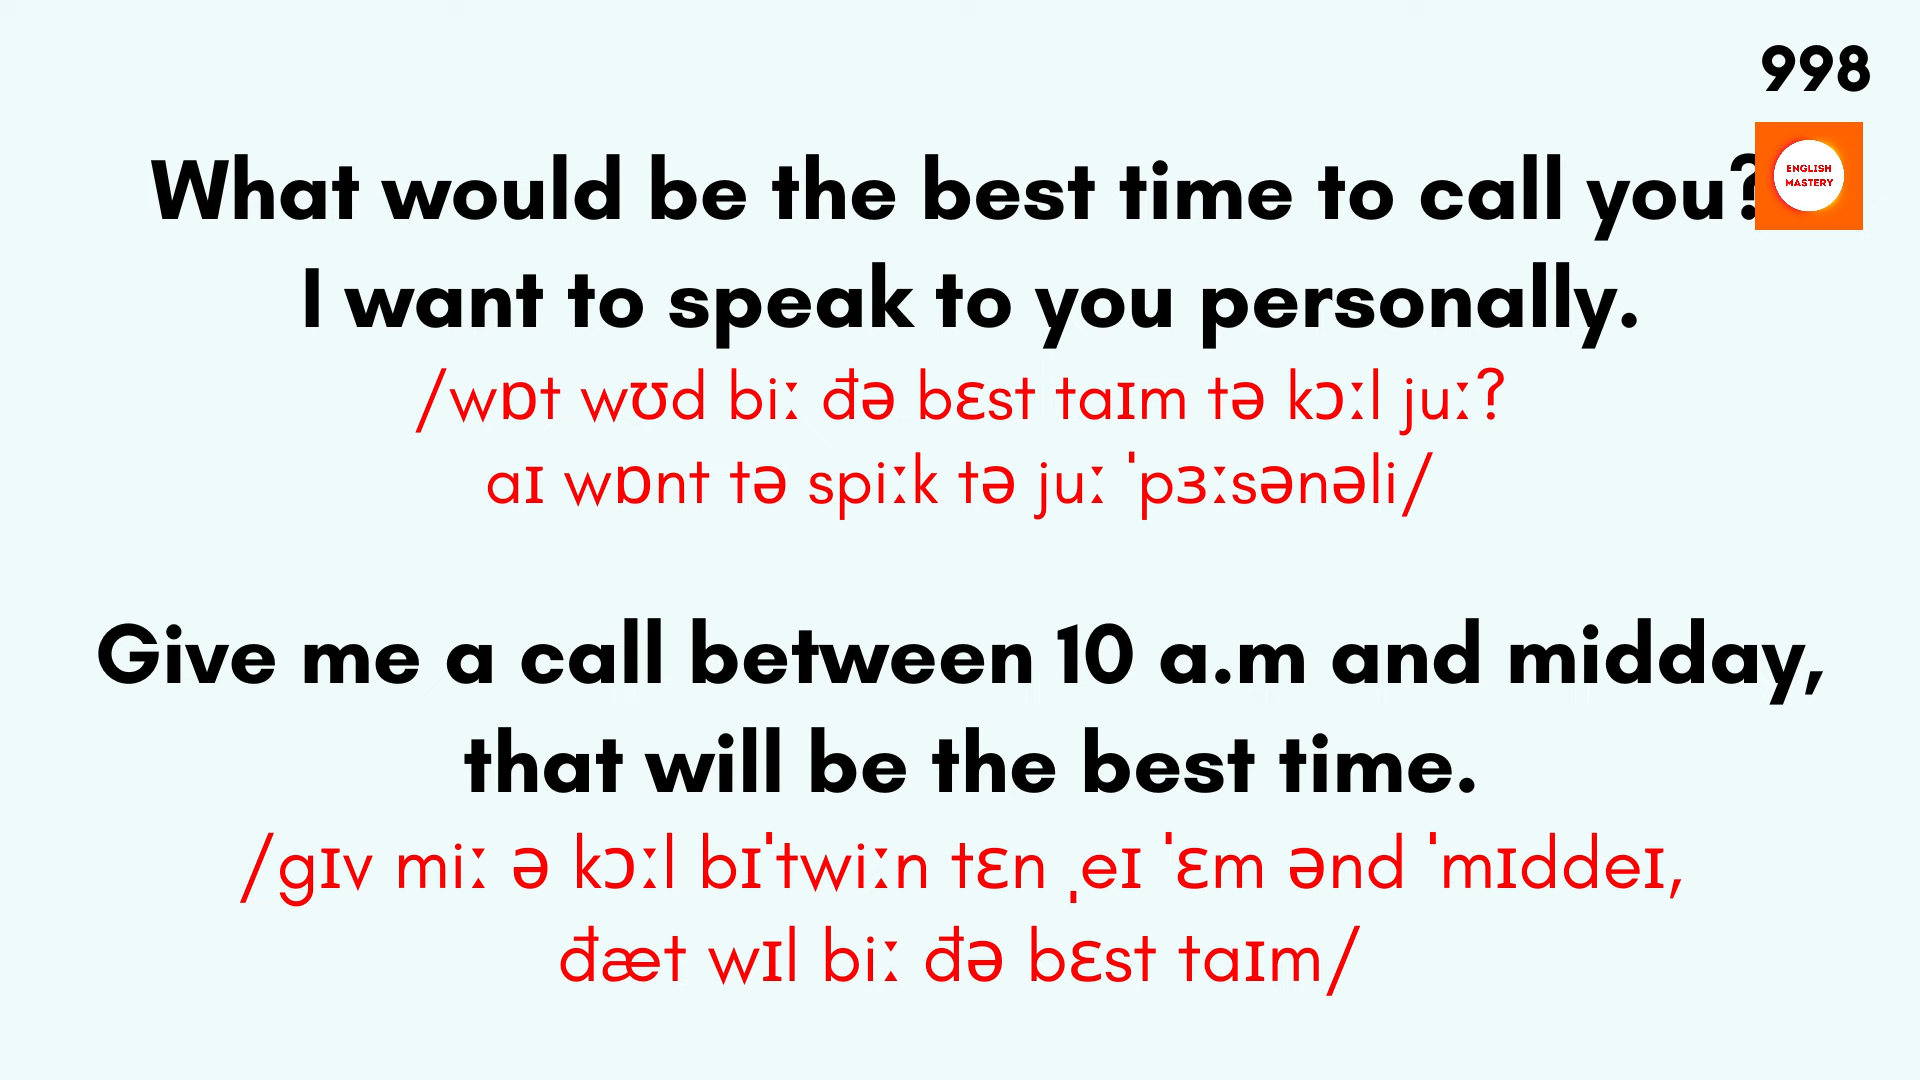 998
ENGLISH
MASTERY
What would be the best time to call you?
I want to speak to you personally.
/wɒt wʊd biː đə bɛst taɪm tə kɔːl juː?
aɪ wɒnt tə spiːk tə juː ˈpɜːsənəli/
Give me a call between 10 a.m and midday,
that will be the best time.
/gɪv miː ə kɔːl bɪˈtwiːn tɛn ˌeɪ ˈɛm ənd ˈmɪddeɪ,
đæt wɪl biː đə bɛst taɪm/